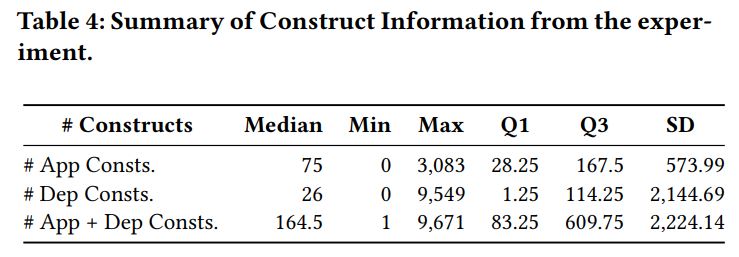 Table 4: Summary of Construct Information from the exper-
iment.
# Constructs Median Min Max Q1 Q3 SD
# App Consts. 75 0 3,083 28.25 167.5 573.99
# Dep Consts. 26 0 9,549 1.25 114.25 2,144.69
# App + Dep Consts. 164.5 1 9,671 83.25 609.75 2,224.14